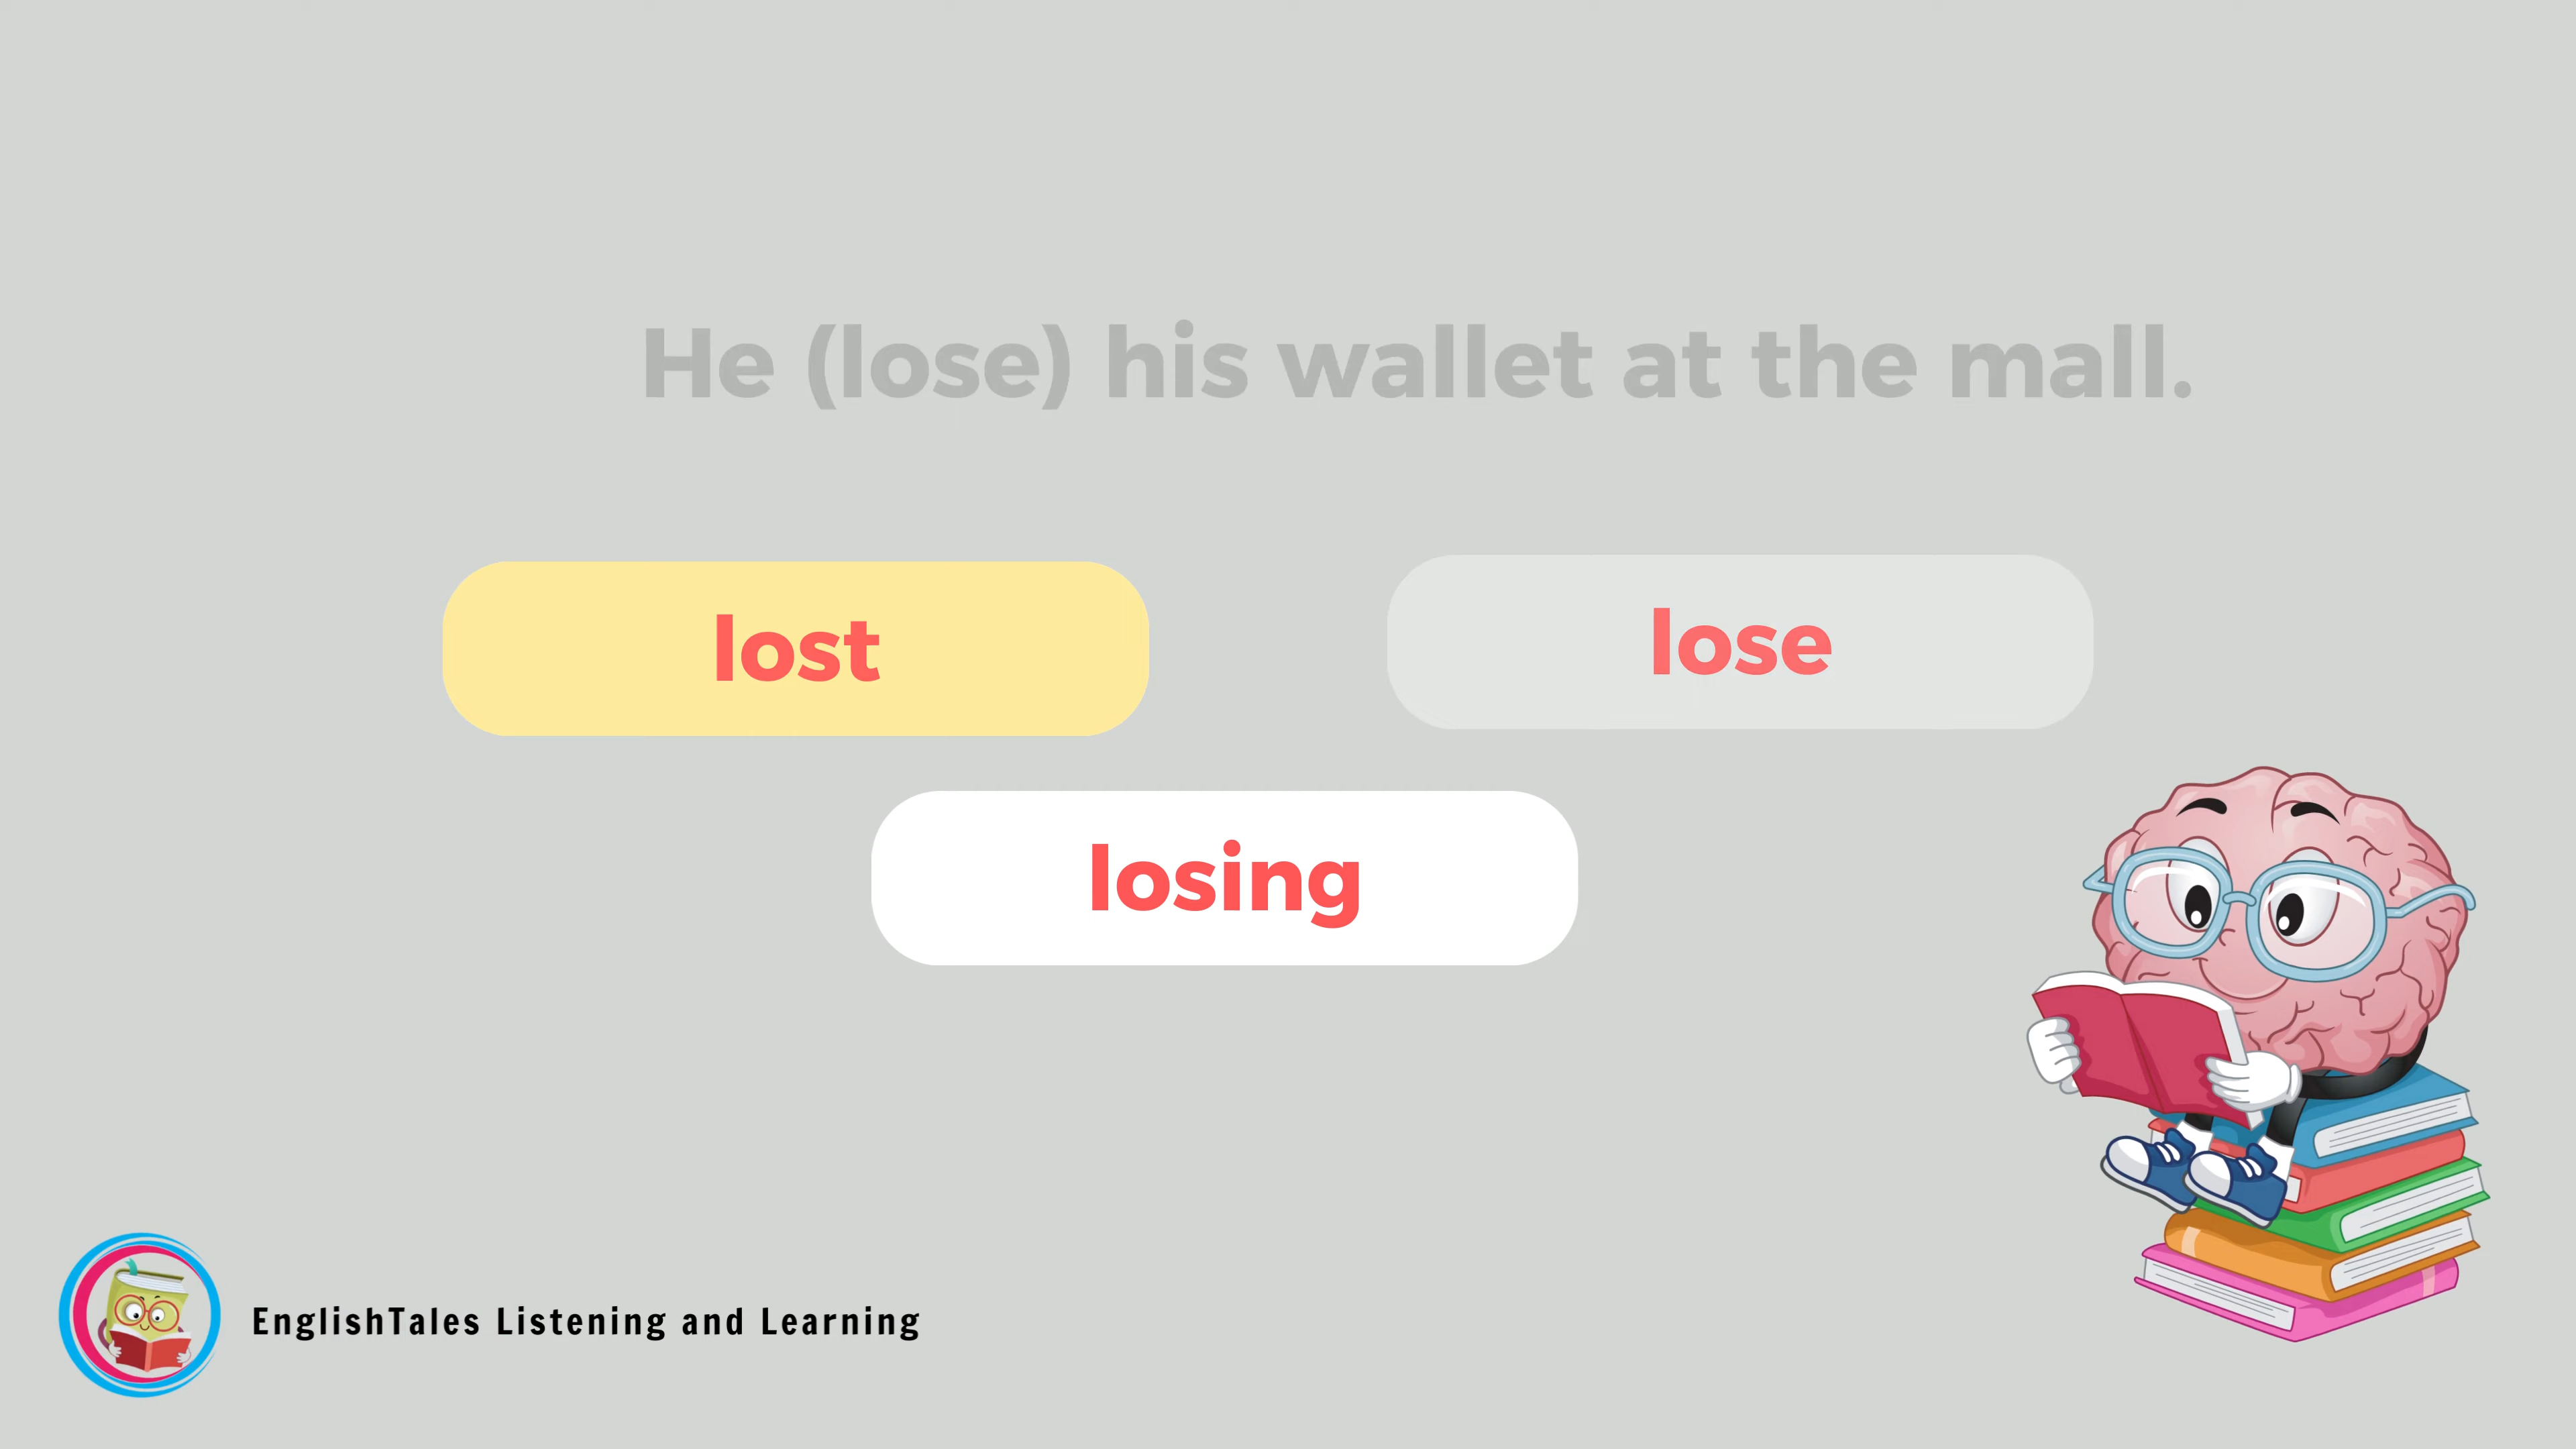 He (lose) his wallet at the mall.
lost
lose
losing
EnglishTales Listening and Learning